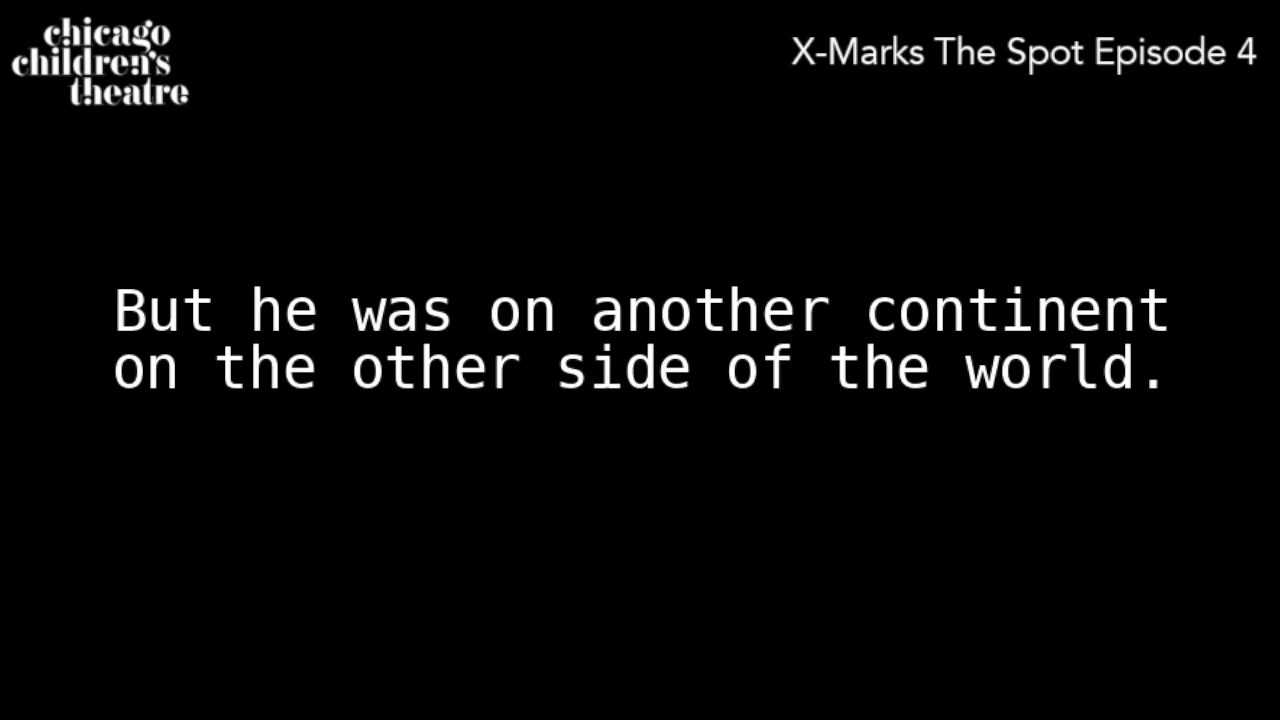 chicago
children's
theatre
X-Marks The Spot Episode 4
But he was on another continent
on the other side of the world.